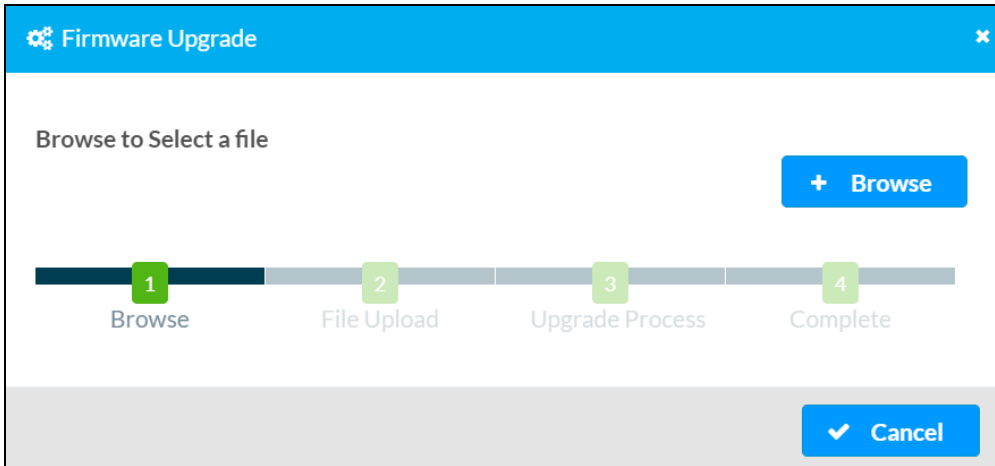 Firmware Upgrade
Browse to Select a file
+ Browse
1 2 3 4
Browse File Upload Upgrade Process Complete
Cancel